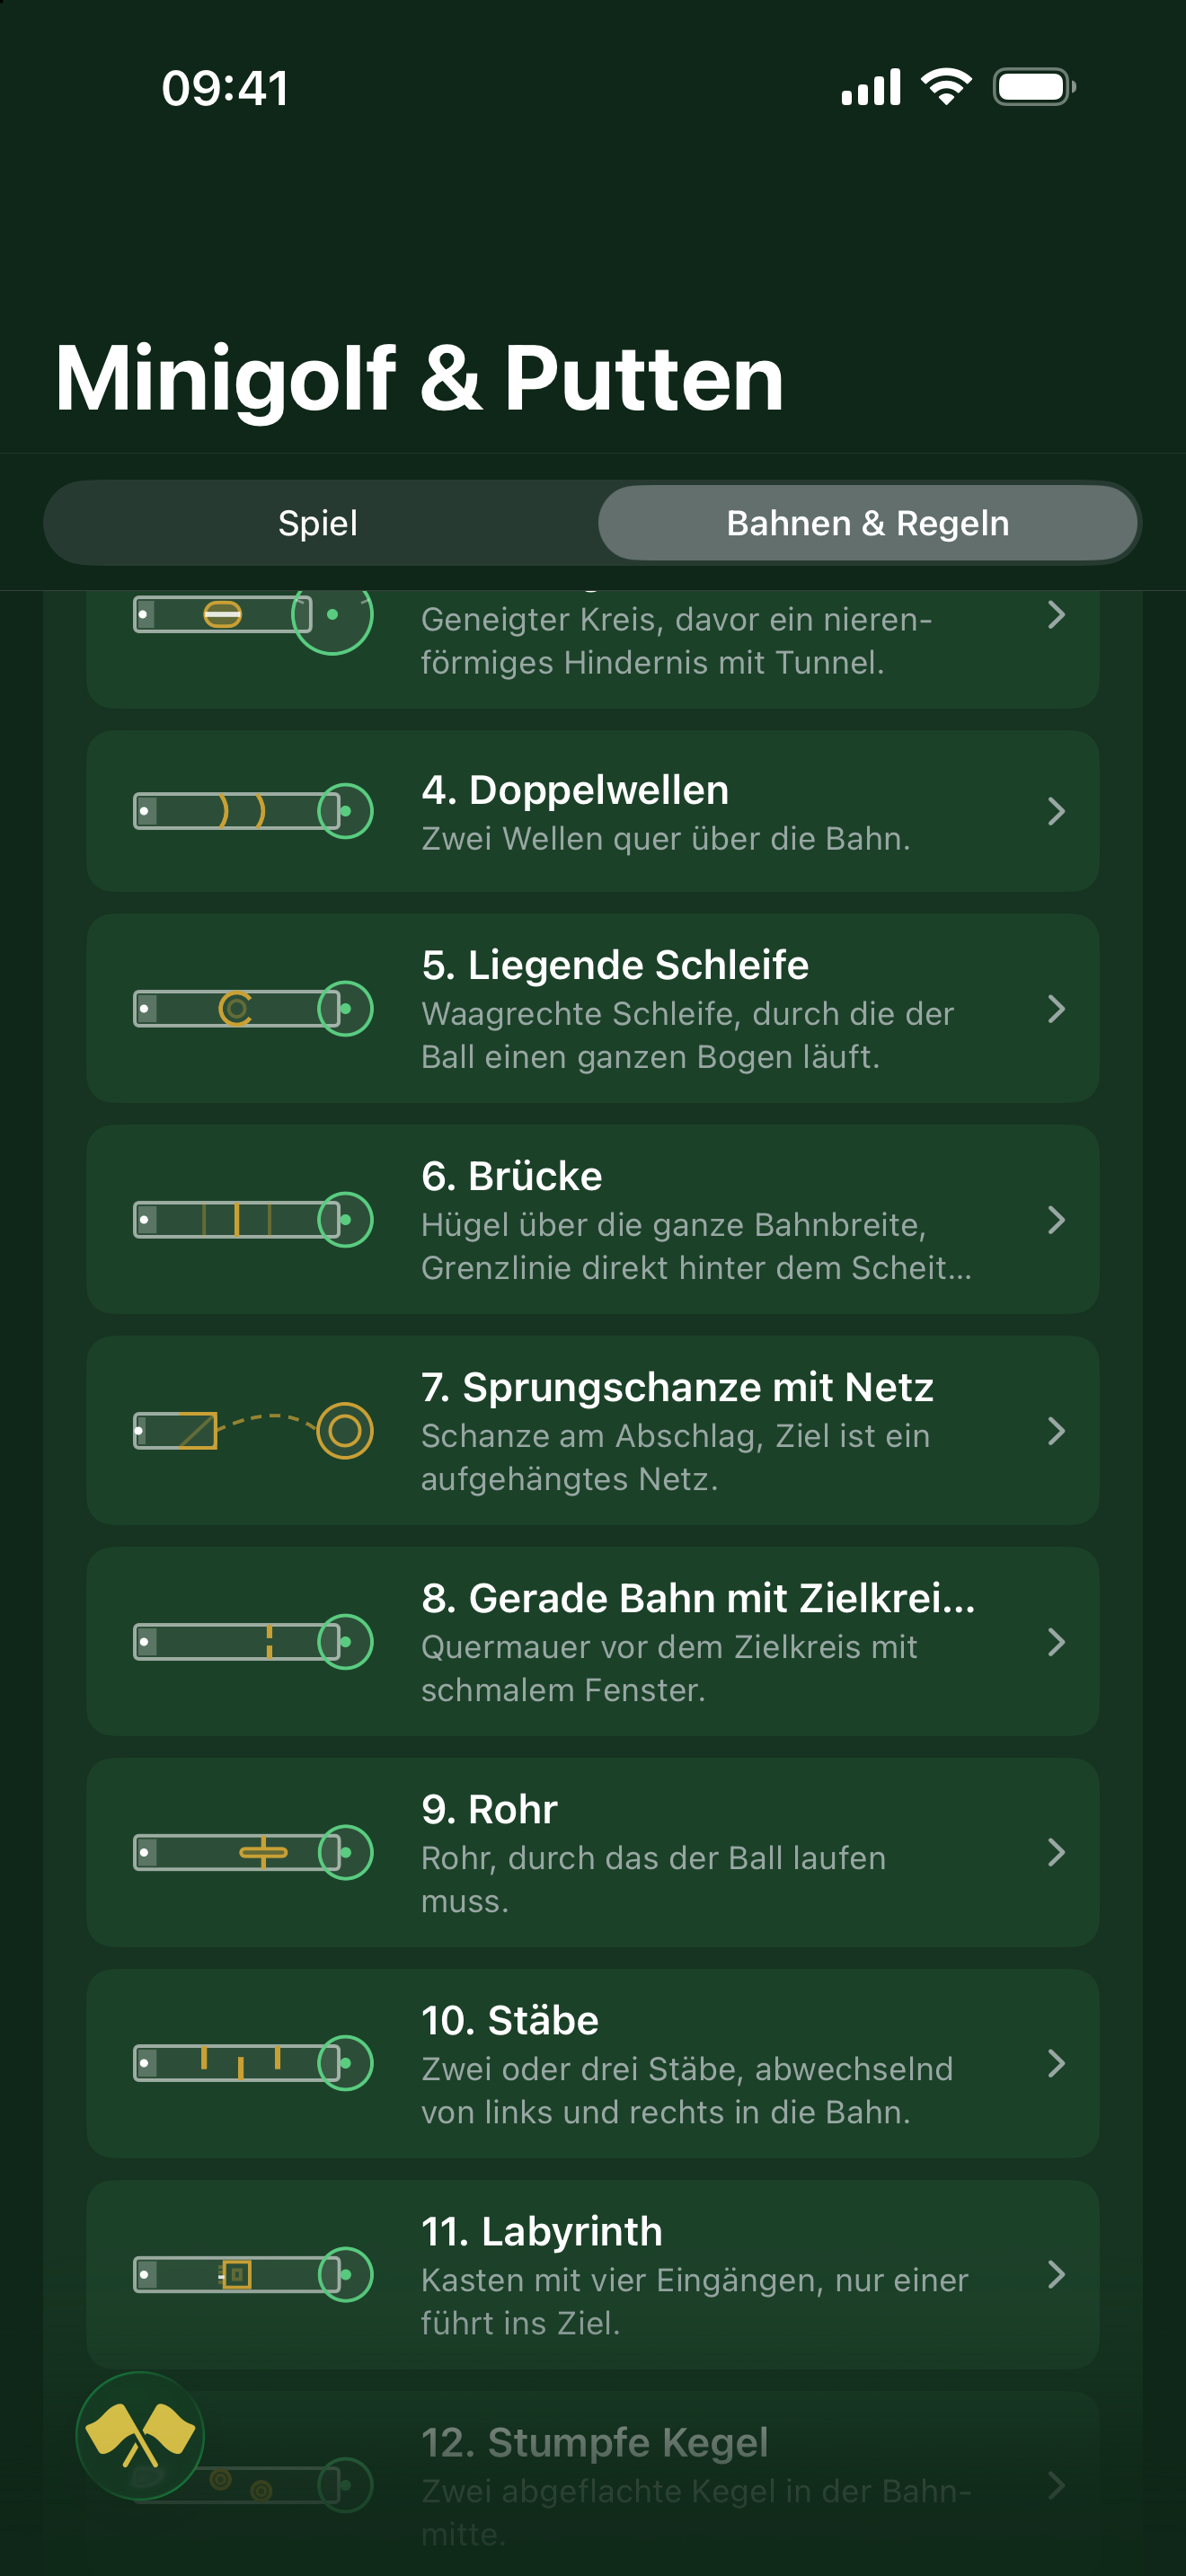 09:41
Minigolf & Putten
Spiel
Bahnen & Regeln
Geneigter Kreis, davor ein nieren-
förmiges Hindernis mit Tunnel.
4. Doppelwellen
Zwei Wellen quer über die Bahn.
5. Liegende Schleife
Waagrechte Schleife, durch die der
Ball einen ganzen Bogen läuft.
6. Brücke
Hügel über die ganze Bahnbreite,
Grenzlinie direkt hinter dem Scheit...
7. Sprungschanze mit Netz
Schanze am Abschlag, Ziel ist ein
aufgehängtes Netz.
8. Gerade Bahn mit Zielkrei...
Quermauer vor dem Zielkreis mit
schmalem Fenster.
9. Rohr
Rohr, durch das der Ball laufen
muss.
10. Stäbe
Zwei oder drei Stäbe, abwechselnd
von links und rechts in die Bahn.
11. Labyrinth
Kasten mit vier Eingängen, nur einer
führt ins Ziel.
12. Stumpfe Kegel
Zwei abgeflachte Kegel in der Bahn-
mitte.